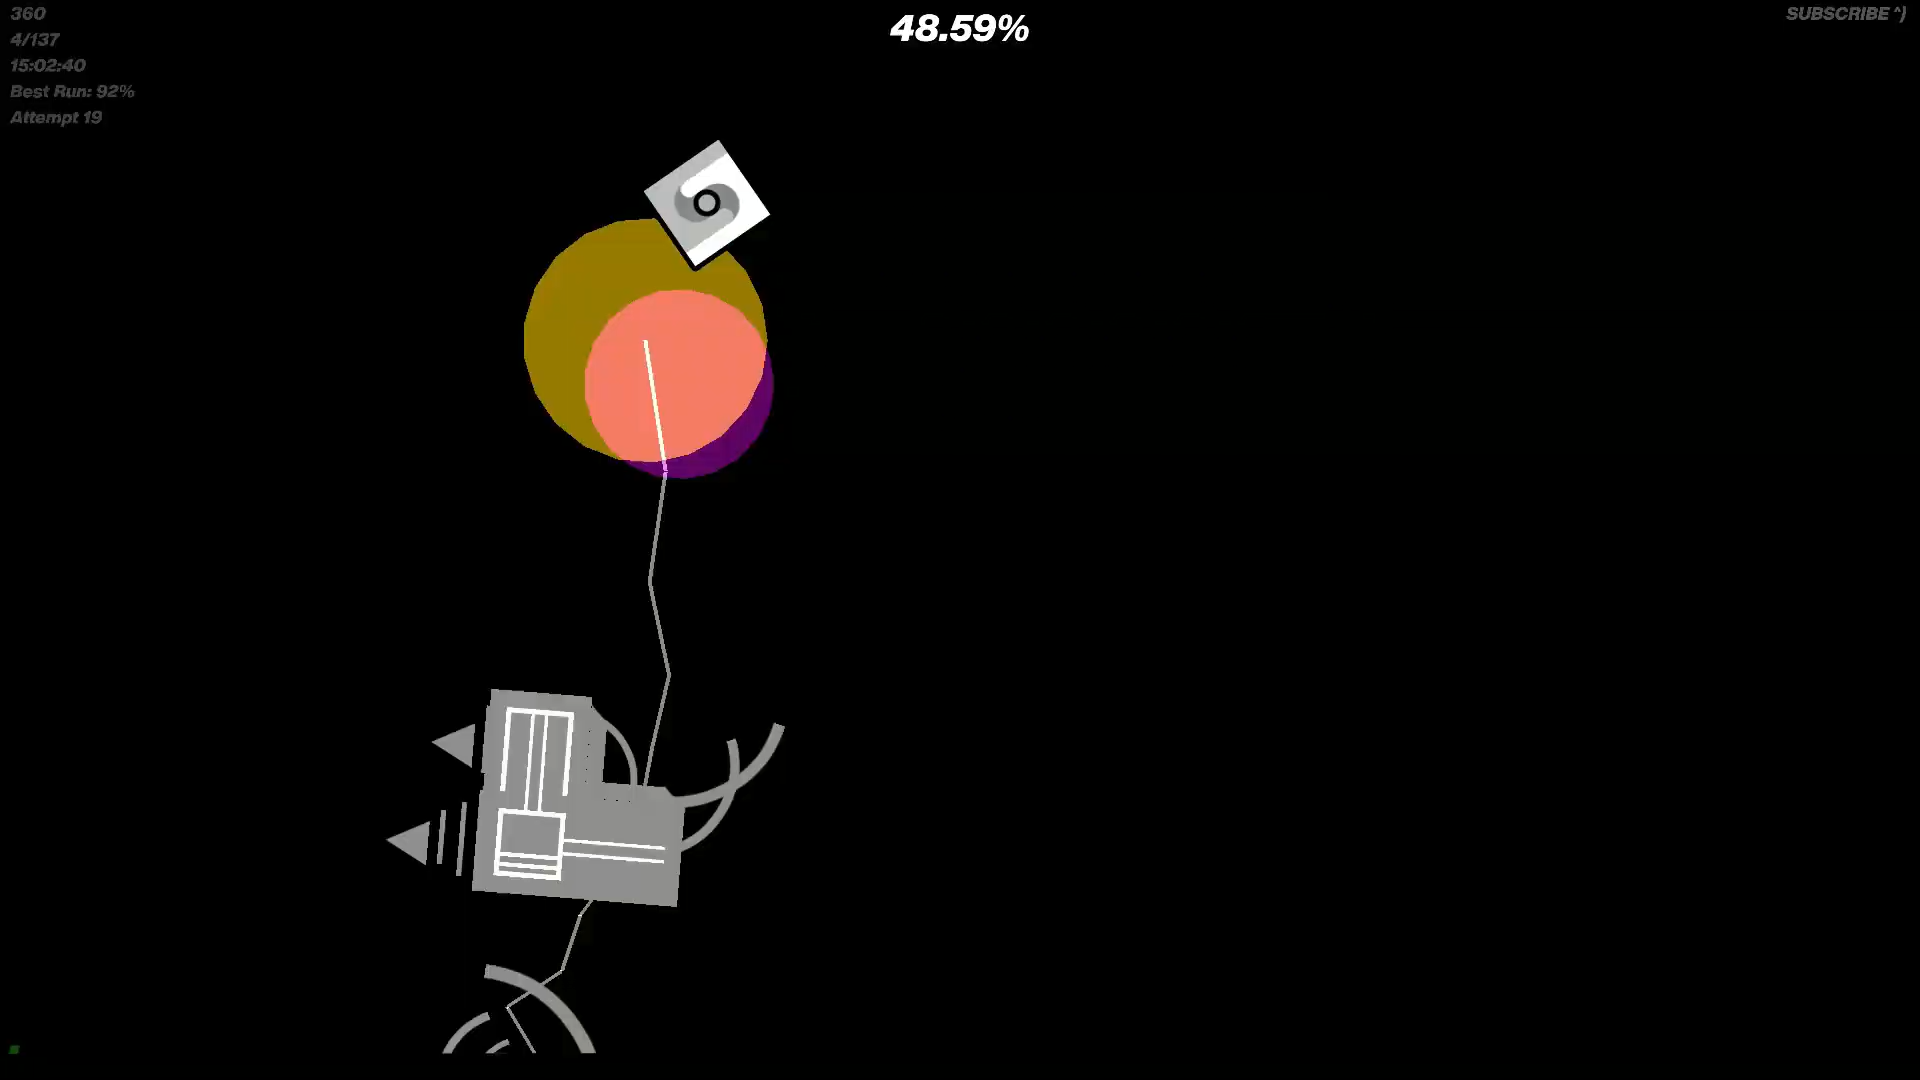 360
4/137
15:02:40
Best Run: 92%
Attempt 19
48.59%
SUBSCRIBE ^)